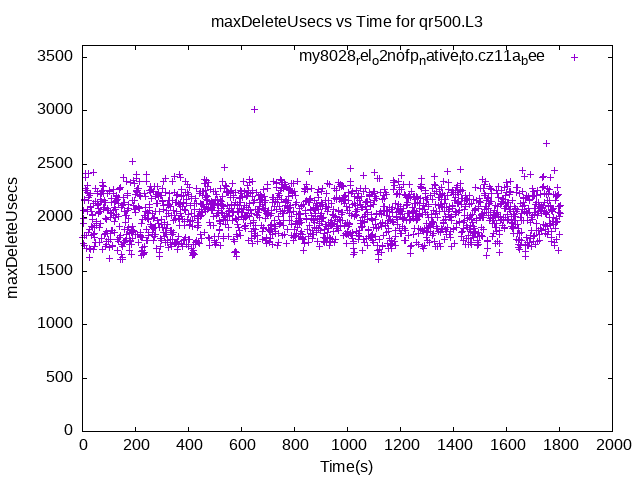 maxDeleteUsecs vs Time for qr500.L3
my8028rello2nofpnativelto.cz11abee
3500
3000
2500
2000
1500
1000
500
0
maxDeleteUsecs
0 200 400 600 800 1000 1200 1400 1600 1800 2000
Time(s)